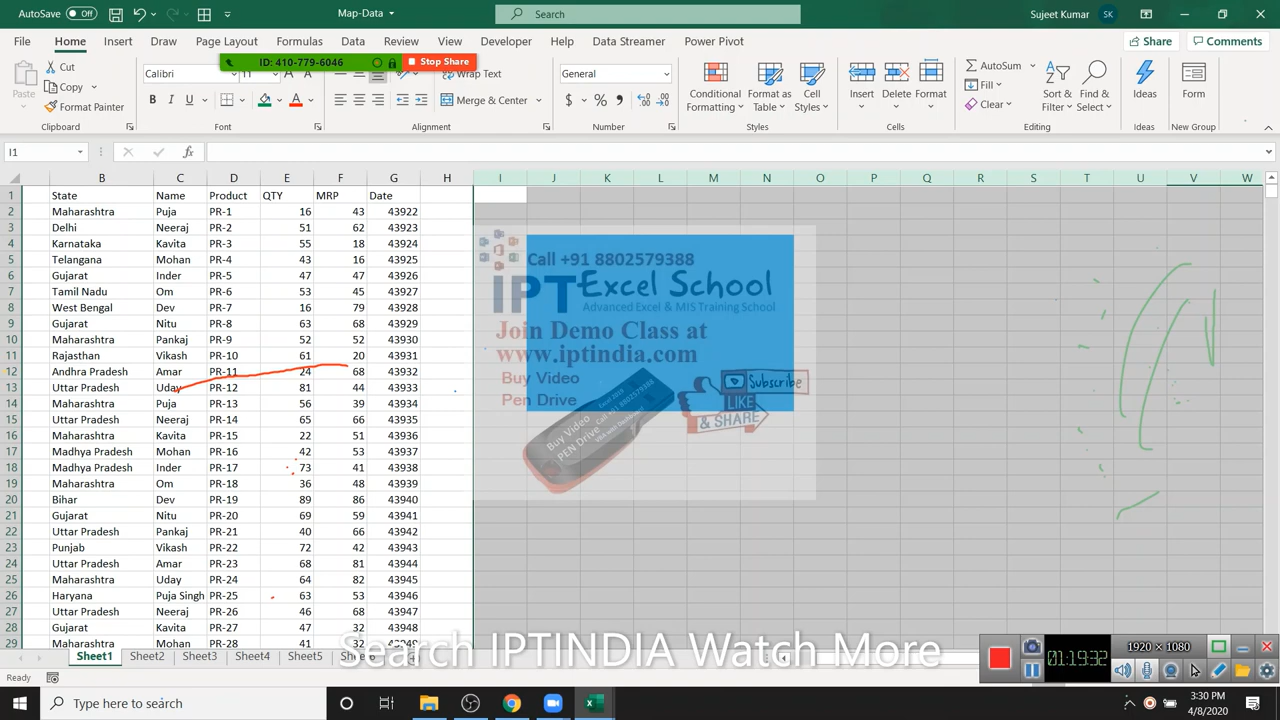 AutoSave Off Map-Data Search Sujeet Kumar SK
File Home Insert Draw Page Layout Formulas Data Review View Developer Help Data Streamer Power Pivot Share Comments
ID: 410-779-6046 Stop Share
Paste Cut Copy Format Painter Clipboard
Calibri 11 A A B I U A Font
Wrap Text Merge & Center Alignment
General $ % , Number
Conditional Formatting Format as Table Cell Styles Styles
Insert Delete Format Cells
AutoSum Fill Clear Sort & Filter Find & Select Editing
Ideas Ideas
Form New Group
I1 fx
B C D E F G H I J K L M N O P Q R S T U V W
1 State Name Product QTY MRP Date
2 Maharashtra Puja PR-1 16 43 43922
3 Delhi Neeraj PR-2 51 62 43923
4 Karnataka Kavita PR-3 55 18 43924
5 Telangana Mohan PR-4 43 16 43925
6 Gujarat Inder PR-5 47 47 43926
7 Tamil Nadu Om PR-6 53 45 43927
8 West Bengal Dev PR-7 16 79 43928
9 Gujarat Nitu PR-8 63 68 43929
10 Maharashtra Pankaj PR-9 52 52 43930
11 Rajasthan Vikash PR-10 61 20 43931
12 Andhra Pradesh Amar PR-11 24 68 43932
13 Uttar Pradesh Uday PR-12 81 44 43933
14 Maharashtra Puja PR-13 56 39 43934
15 Uttar Pradesh Neeraj PR-14 65 66 43935
16 Maharashtra Kavita PR-15 22 51 43936
17 Madhya Pradesh Mohan PR-16 42 53 43937
18 Madhya Pradesh Inder PR-17 73 41 43938
19 Maharashtra Om PR-18 36 48 43939
20 Bihar Dev PR-19 89 86 43940
21 Gujarat Nitu PR-20 69 59 43941
22 Uttar Pradesh Pankaj PR-21 40 66 43942
23 Punjab Vikash PR-22 72 42 43943
24 Uttar Pradesh Amar PR-23 68 81 43944
25 Maharashtra Uday PR-24 64 82 43945
26 Haryana Puja Singh PR-25 63 53 43946
27 Uttar Pradesh Neeraj PR-26 46 68 43947
28 Gujarat Kavita PR-27 47 32 43948
29 Maharashtra Mohan PR-28 41 32 43949
Call +91 8802579388
IPT Excel School
Advanced Excel & MIS Training School
Join Demo Class at
www.iptindia.com
Buy Video
Pen Drive
Subscribe
LIKE
& SHARE
Buy Video
PEN Drive
Call +91 8802579388
Search IPTINDIA Watch More
Sheet1 Sheet2 Sheet3 Sheet4 Sheet5
Ready
01:19:32 1920 × 1080
Type here to search
3:30 PM
4/8/2020